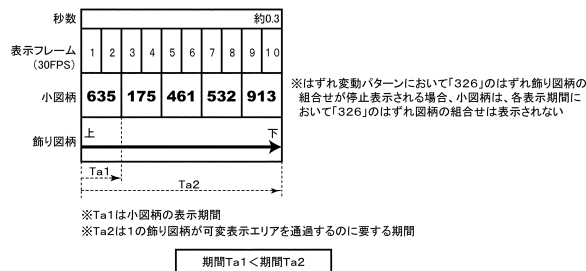 秒数 約0.3
表示フレーム 1 2 3 4 5 6 7 8 9 10
(30FPS)
小図柄 635 175 461 532 913
飾り図柄 上 下
Ta1
Ta2
※はずれ変動パターンにおいて「326」のはずれ飾り図柄の
組合せが停止表示される場合、小図柄は、各表示期間に
おいて「326」のはずれ図柄の組合せは表示されない
※Ta1は小図柄の表示期間
※Ta2は1の飾り図柄が可変表示エリアを通過するのに要する期間
期間Ta1<期間Ta2